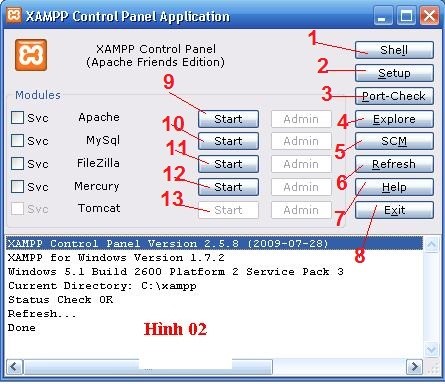 XAMPP Control Panel Application
XAMPP Control Panel
(Apache Friends Edition)
1 Shell
2 Setup
3 Port-Check
4 Explore
5 SCM
6 Refresh
7 Help
8 Exit
Modules
9
Svc Apache Start Admin
10
Svc MySql Start Admin
11
Svc FileZilla Start Admin
12
Svc Mercury Start Admin
13
Svc Tomcat Start Admin
XAMPP Control Panel Version 2.5.8 (2009-07-28)
XAMPP for Windows Version 1.7.2
Windows 5.1 Build 2600 Platform 2 Service Pack 3
Current Directory: C:\xampp
Status Check OK
Refresh...
Done
Hình 02